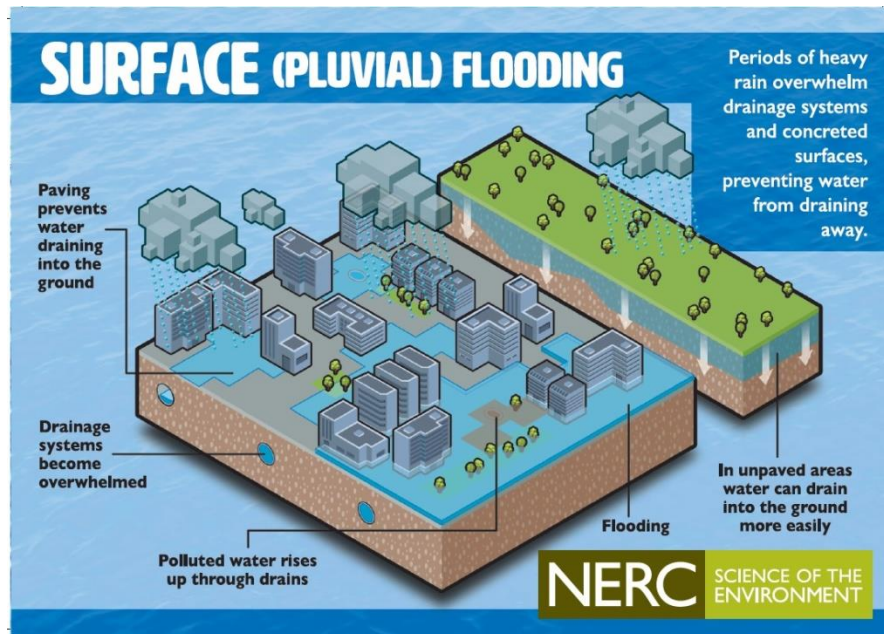 SURFACE (PLUVIAL) FLOODING
Periods of heavy
rain overwhelm
drainage systems
and concreted
surfaces,
preventing water
from draining
away.
Paving
prevents
water
draining
into the
ground
Drainage
systems
become
overwhelmed
Polluted water rises
up through drains
Flooding
In unpaved areas
water can drain
into the ground
more easily
NERC
SCIENCE OF THE
ENVIRONMENT